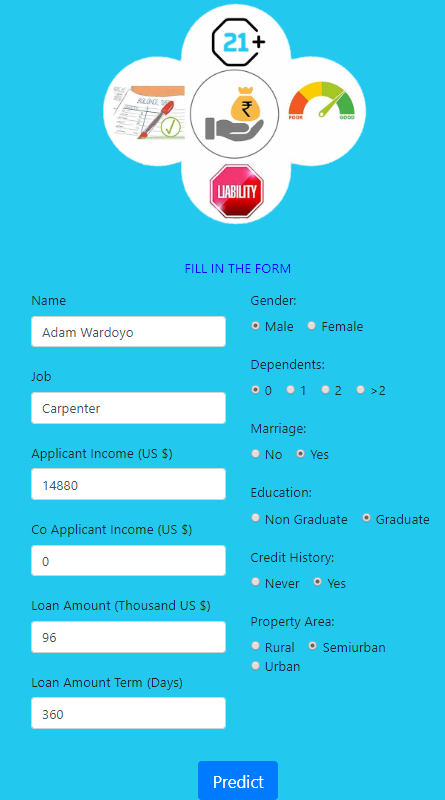 21+
BALANCE
POOR
GOOD
LIABILITY
FILL IN THE FORM
Name
Adam Wardoyo
Job
Carpenter
Applicant Income (US $)
14880
Co Applicant Income (US $)
0
Loan Amount (Thousand US $)
96
Loan Amount Term (Days)
360
Gender:
Male Female
Dependents:
0 1 2 >2
Marriage:
No Yes
Education:
Non Graduate Graduate
Credit History:
Never Yes
Property Area:
Rural Semiurban
Urban
Predict